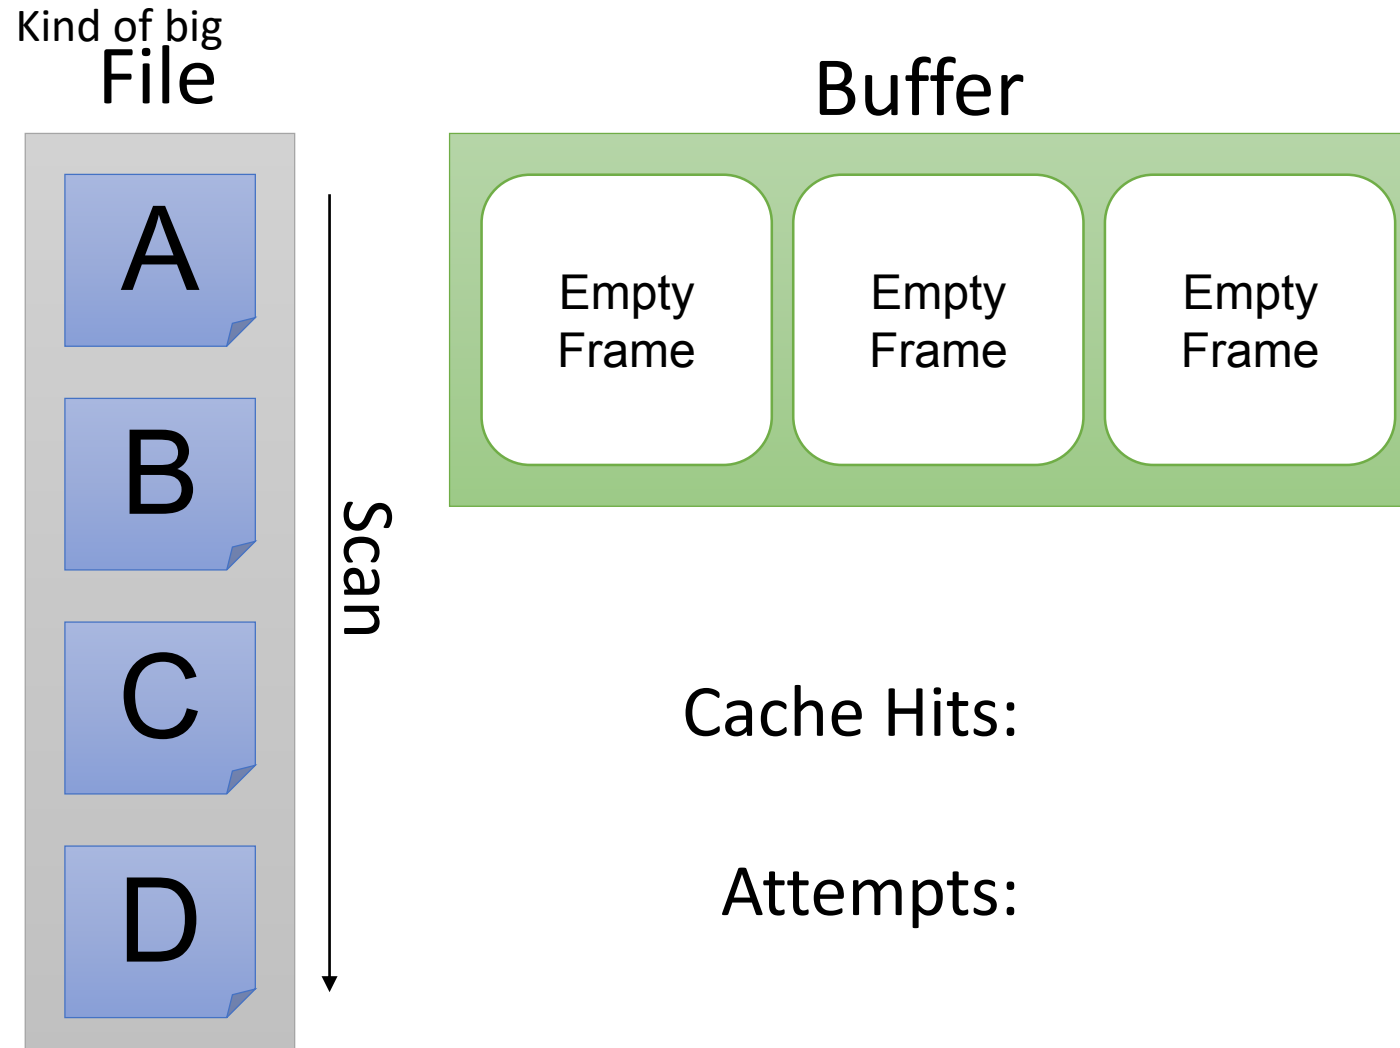 Kind of big
File
Buffer
A
B
C
D
Scan
Empty
Frame
Empty
Frame
Empty
Frame
Cache Hits:
Attempts: